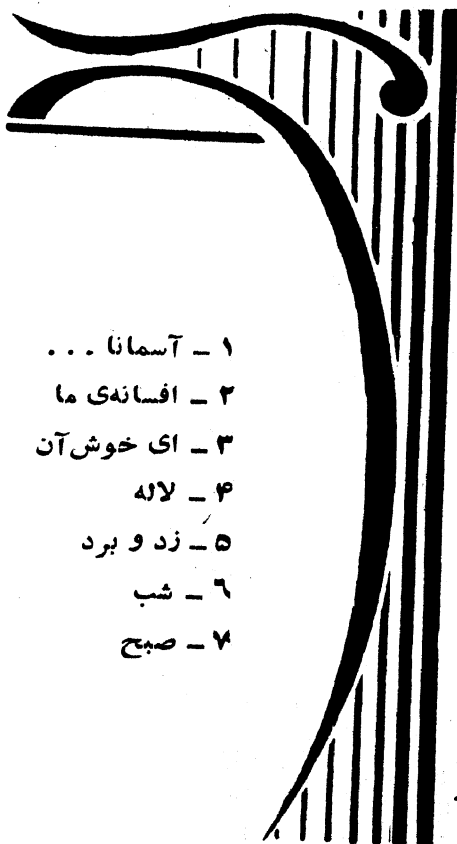 ۱ ـ آسمانا . . .
۲ ـ افسانه‌ی ما
۳ ـ ای خوش‌آن
۴ ـ لاله
۵ ـ زد و برد
۶ ـ شب
۷ ـ صبح